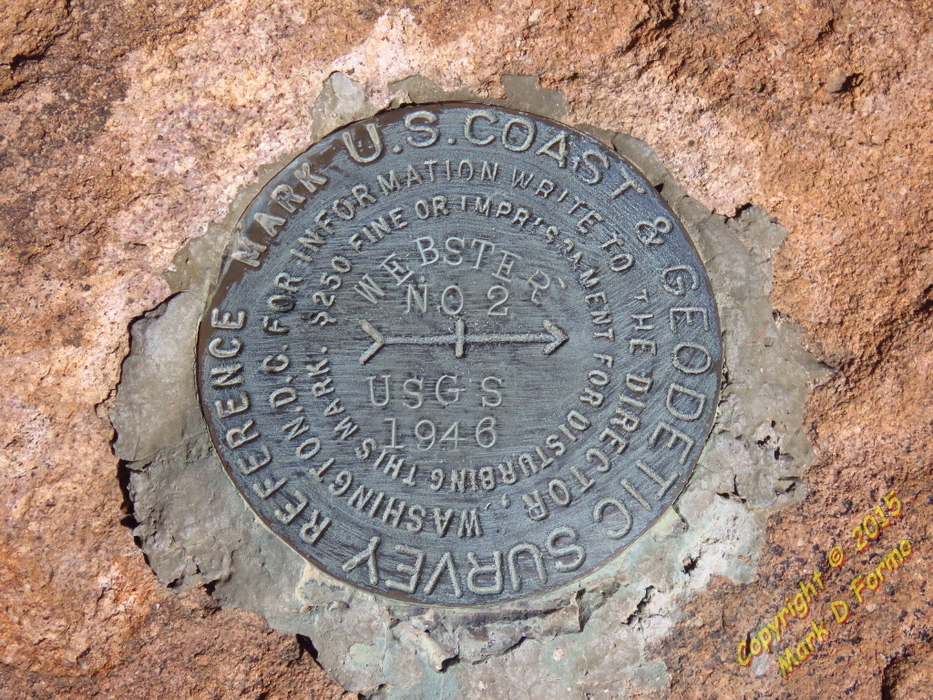 U.S. COAST & GEODETIC SURVEY
REFERENCE MARK
FOR INFORMATION WRITE TO THE DIRECTOR, WASHINGTON, D.C.
$250 FINE OR IMPRISONMENT FOR DISTURBING THIS MARK.
WEBSTER
NO 2
USGS
1946
Copyright © 2015
Mark D Formo